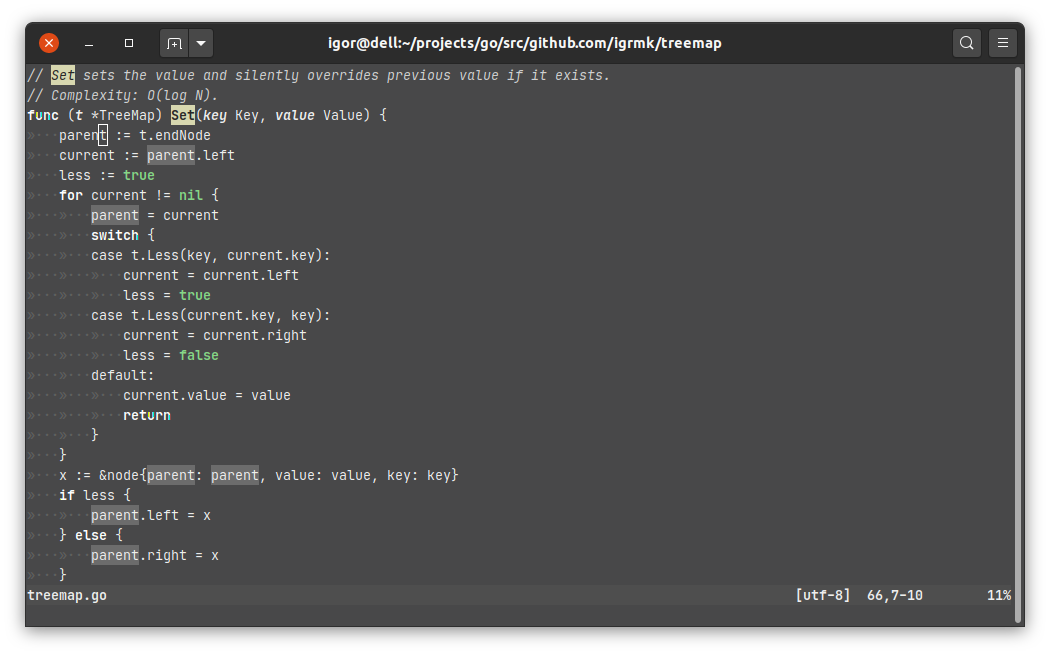 igor@dell:~/projects/go/src/github.com/igrmk/treemap
// Set sets the value and silently overrides previous value if it exists.
// Complexity: O(log N).
func (t *TreeMap) Set(key Key, value Value) {
»···parent := t.endNode
»···current := parent.left
»···less := true
»···for current != nil {
»···»···parent = current
»···»···switch {
»···»···case t.Less(key, current.key):
»···»···»···current = current.left
»···»···»···less = true
»···»···case t.Less(current.key, key):
»···»···»···current = current.right
»···»···»···less = false
»···»···default:
»···»···»···current.value = value
»···»···»···return
»···»···}
»···}
»···x := &node{parent: parent, value: value, key: key}
»···if less {
»···»···parent.left = x
»···} else {
»···»···parent.right = x
»···}
treemap.go [utf-8] 66,7-10 11%